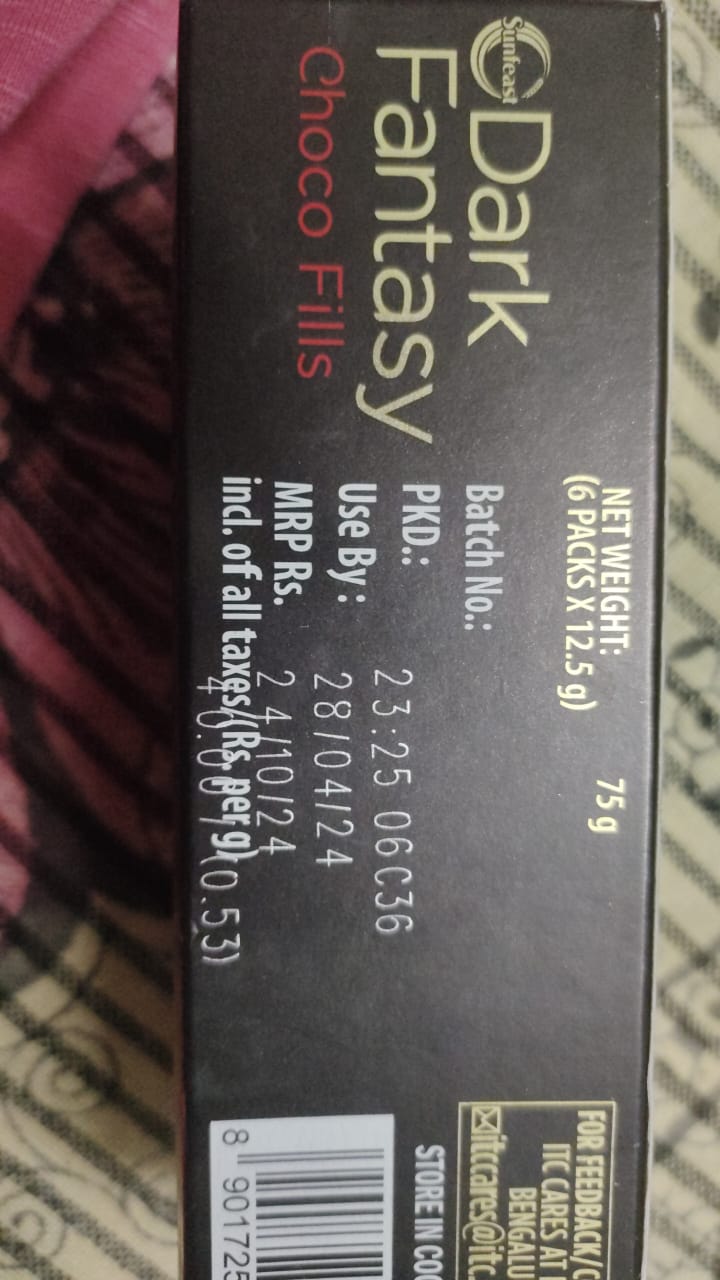 Sunfeast
Dark
Fantasy
Choco Fills
NET WEIGHT: 75 g
(6 PACKS X 12.5 g)
Batch No.: 23:25 06C36
PKD.: 28/04/24
Use By: 24/10/24
MRP Rs. 40.00/(0.53)
incl. of all taxes/(Rs. per g)
FOR FEEDBACK/C
ITC CARES AT
BENGALU
itccares@itc.
STORE IN COO
8 901725